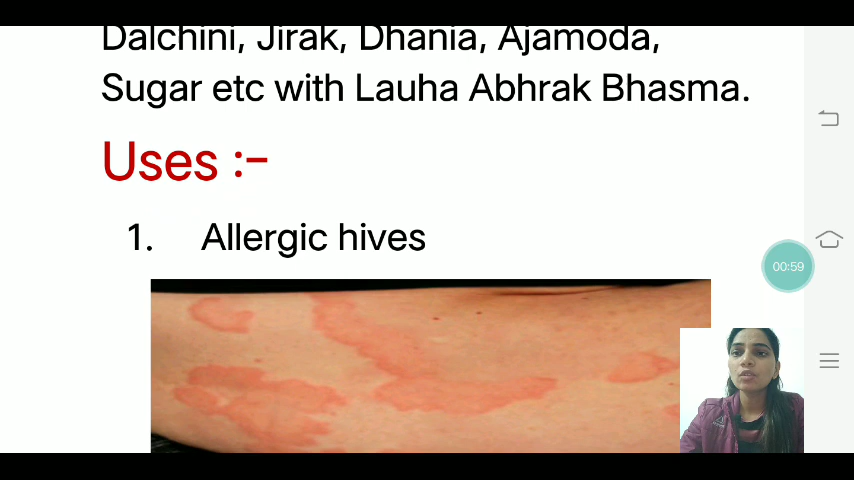 Dalchini, Jirak, Dhania, Ajamoda,
Sugar etc with Lauha Abhrak Bhasma.
Uses :-
1. Allergic hives
00:59